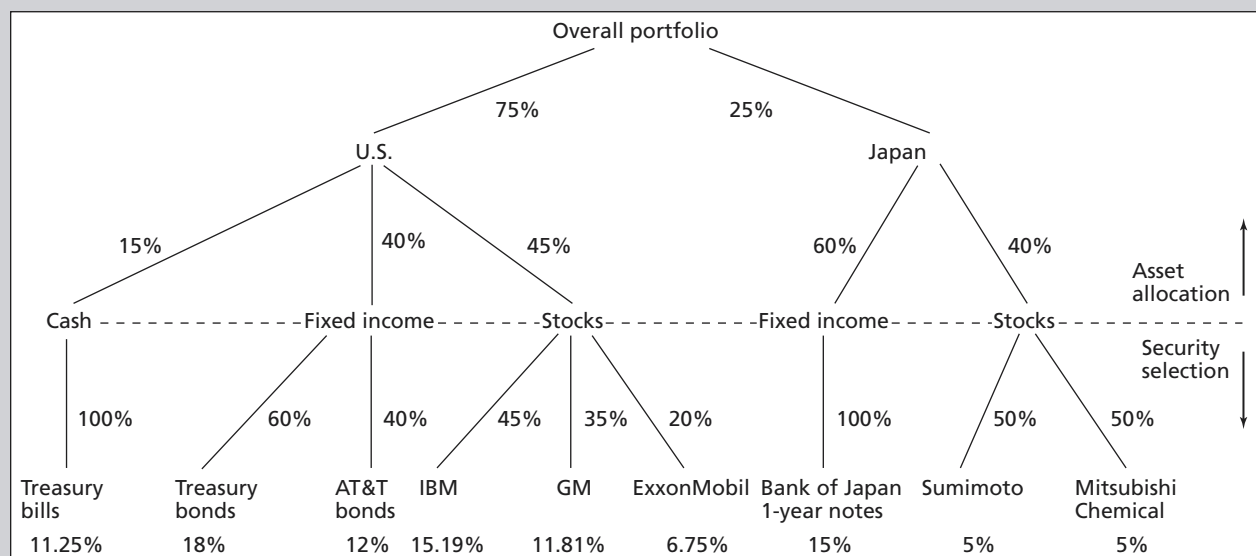 Overall portfolio
75% 25%
U.S. Japan
15% 40% 45% 60% 40%
Asset
allocation
Cash Fixed income Stocks Fixed income Stocks
Security
selection
100% 60% 40% 45% 35% 20% 100% 50% 50%
Treasury
bills
Treasury
bonds
AT&T
bonds
IBM
GM
ExxonMobil
Bank of Japan
1-year notes
Sumimoto
Mitsubishi
Chemical
11.25% 18% 12% 15.19% 11.81% 6.75% 15% 5% 5%